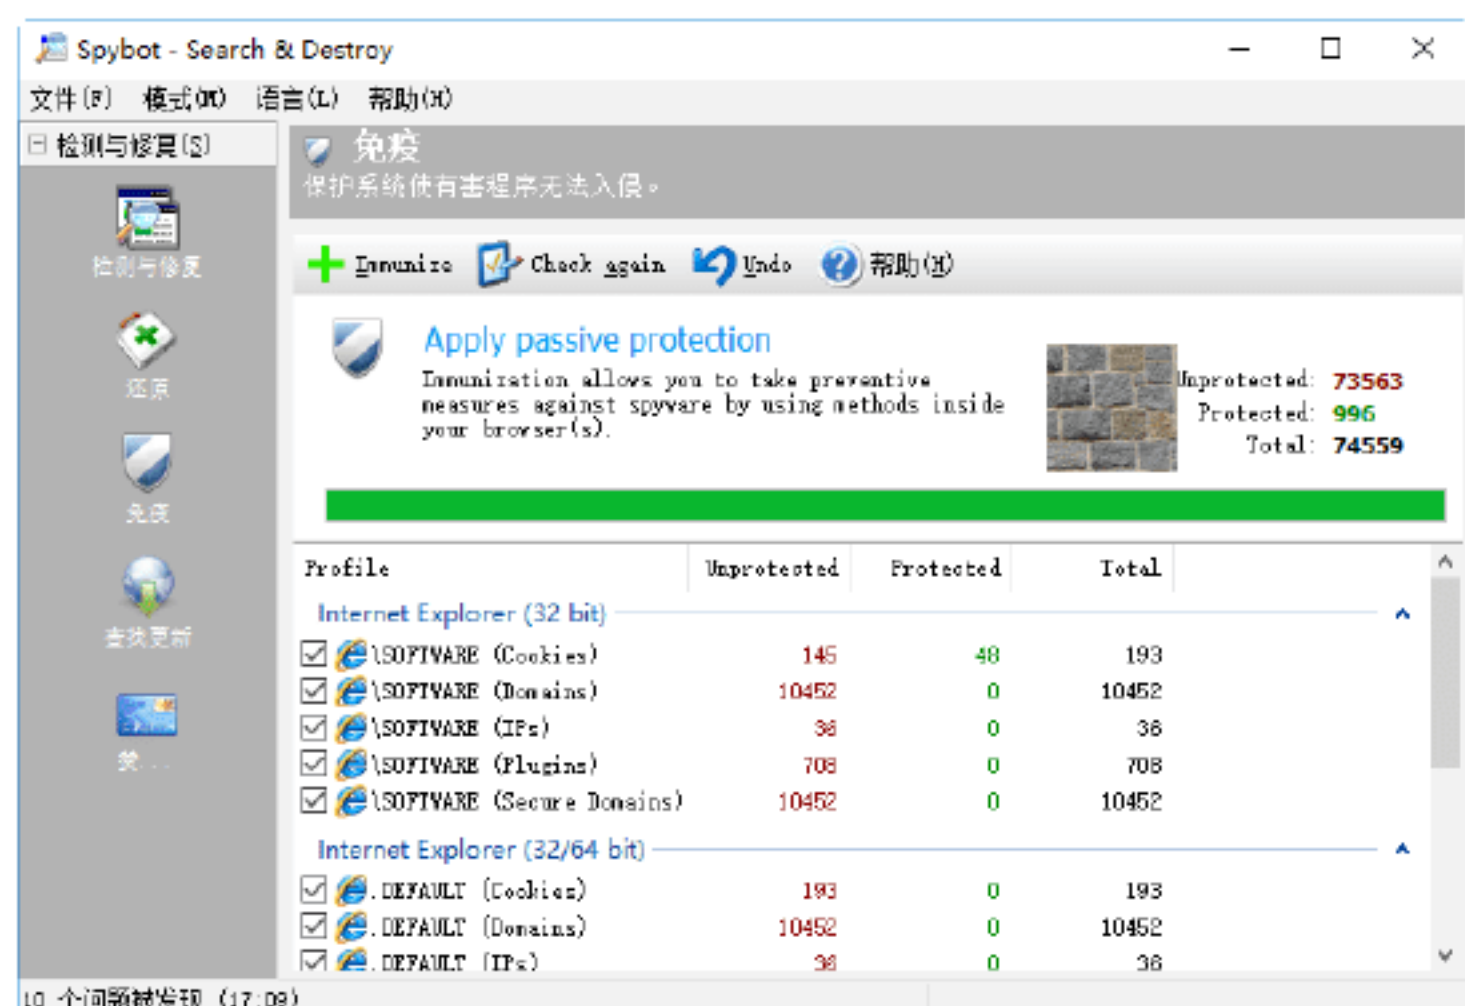 Spybot - Search & Destroy
文件(F) 模式(M) 语言(L) 帮助(H)
检测与修复(S)
免疫
保护系统使有害程序无法入侵。
检测与修复
还原
免疫
查找更新
Immunize Check again Undo 帮助(H)
Apply passive protection
Immunization allows you to take preventive
measures against spyware by using methods inside
your browser(s).
Unprotected: 73563
Protected: 996
Total: 74559
Profile Unprotected Protected Total
Internet Explorer (32 bit)
\SOFTWARE (Cookies) 145 48 193
\SOFTWARE (Domains) 10452 0 10452
\SOFTWARE (IPs) 36 0 36
\SOFTWARE (Plugins) 708 0 708
\SOFTWARE (Secure Domains) 10452 0 10452
Internet Explorer (32/64 bit)
.DEFAULT (Cookies) 193 0 193
.DEFAULT (Domains) 10452 0 10452
.DEFAULT (IPs) 36 0 36
10 个问题被发现 (17:09)